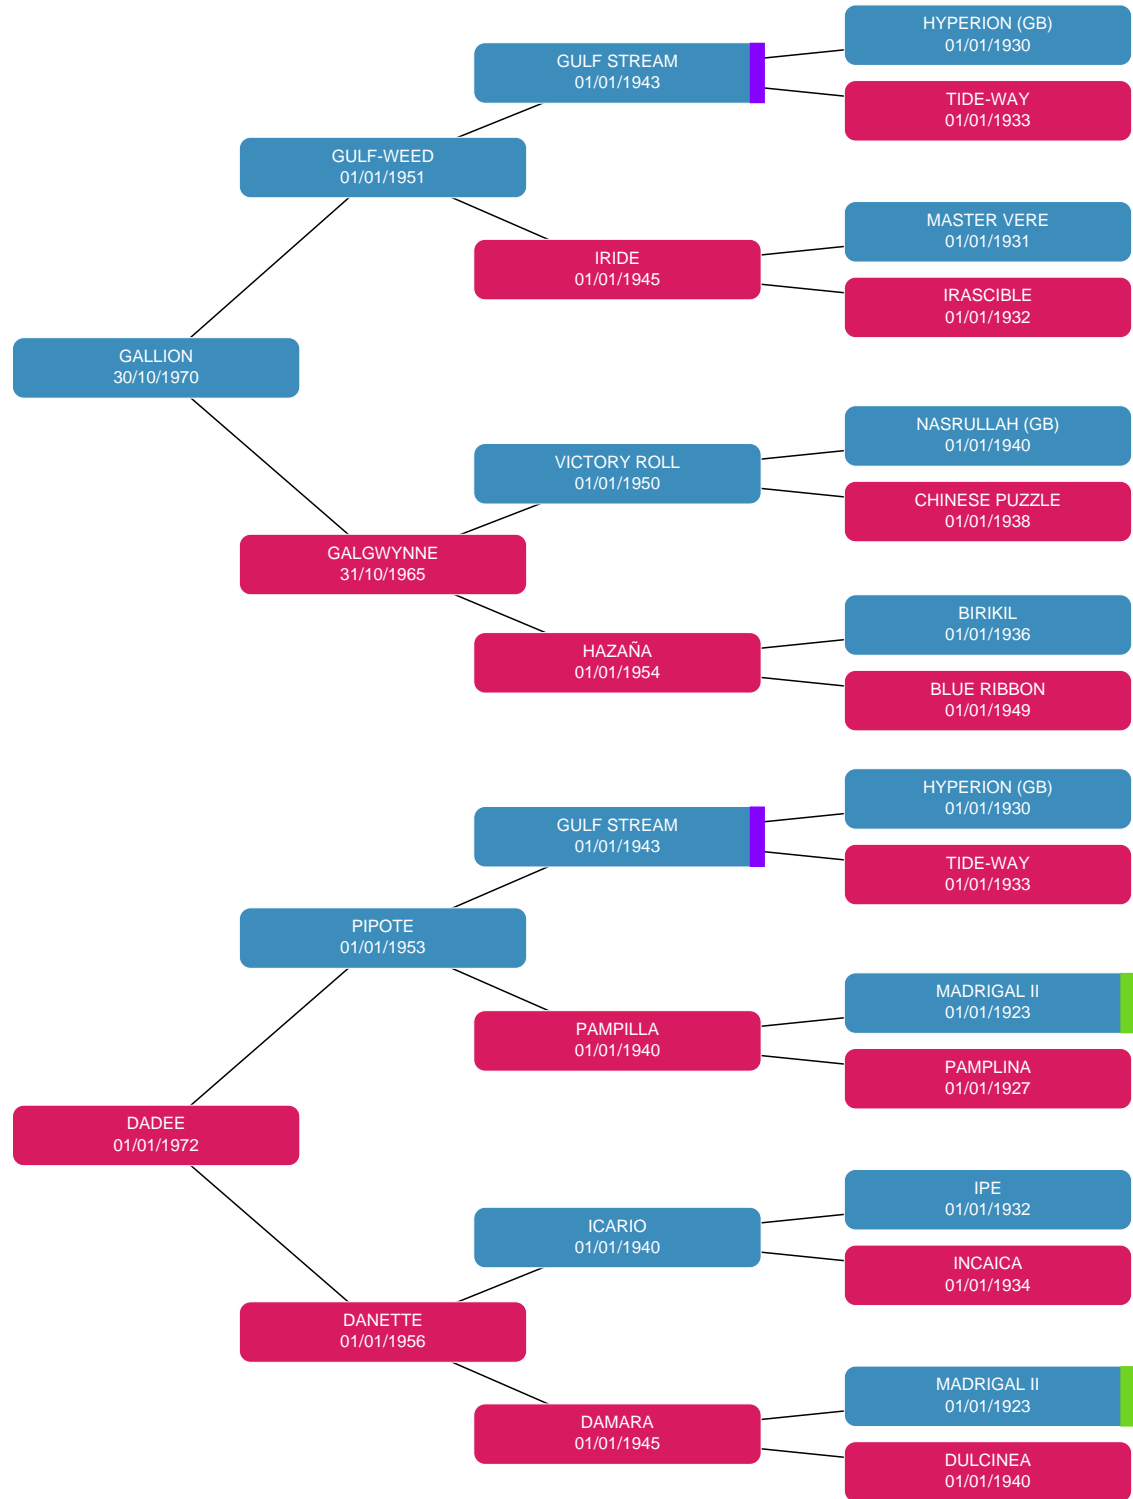 HYPERION (GB)
01/01/1930
GULF STREAM
01/01/1943
TIDE-WAY
01/01/1933
GULF-WEED
01/01/1951
MASTER VERE
01/01/1931
IRIDE
01/01/1945
IRASCIBLE
01/01/1932
GALLION
30/10/1970
NASRULLAH (GB)
01/01/1940
VICTORY ROLL
01/01/1950
CHINESE PUZZLE
01/01/1938
GALGWYNNE
31/10/1965
BIRIKIL
01/01/1936
HAZAÑA
01/01/1954
BLUE RIBBON
01/01/1949
HYPERION (GB)
01/01/1930
GULF STREAM
01/01/1943
TIDE-WAY
01/01/1933
PIPOTE
01/01/1953
MADRIGAL II
01/01/1923
PAMPILLA
01/01/1940
PAMPLINA
01/01/1927
DADEE
01/01/1972
IPE
01/01/1932
ICARIO
01/01/1940
INCAICA
01/01/1934
DANETTE
01/01/1956
MADRIGAL II
01/01/1923
DAMARA
01/01/1945
DULCINEA
01/01/1940